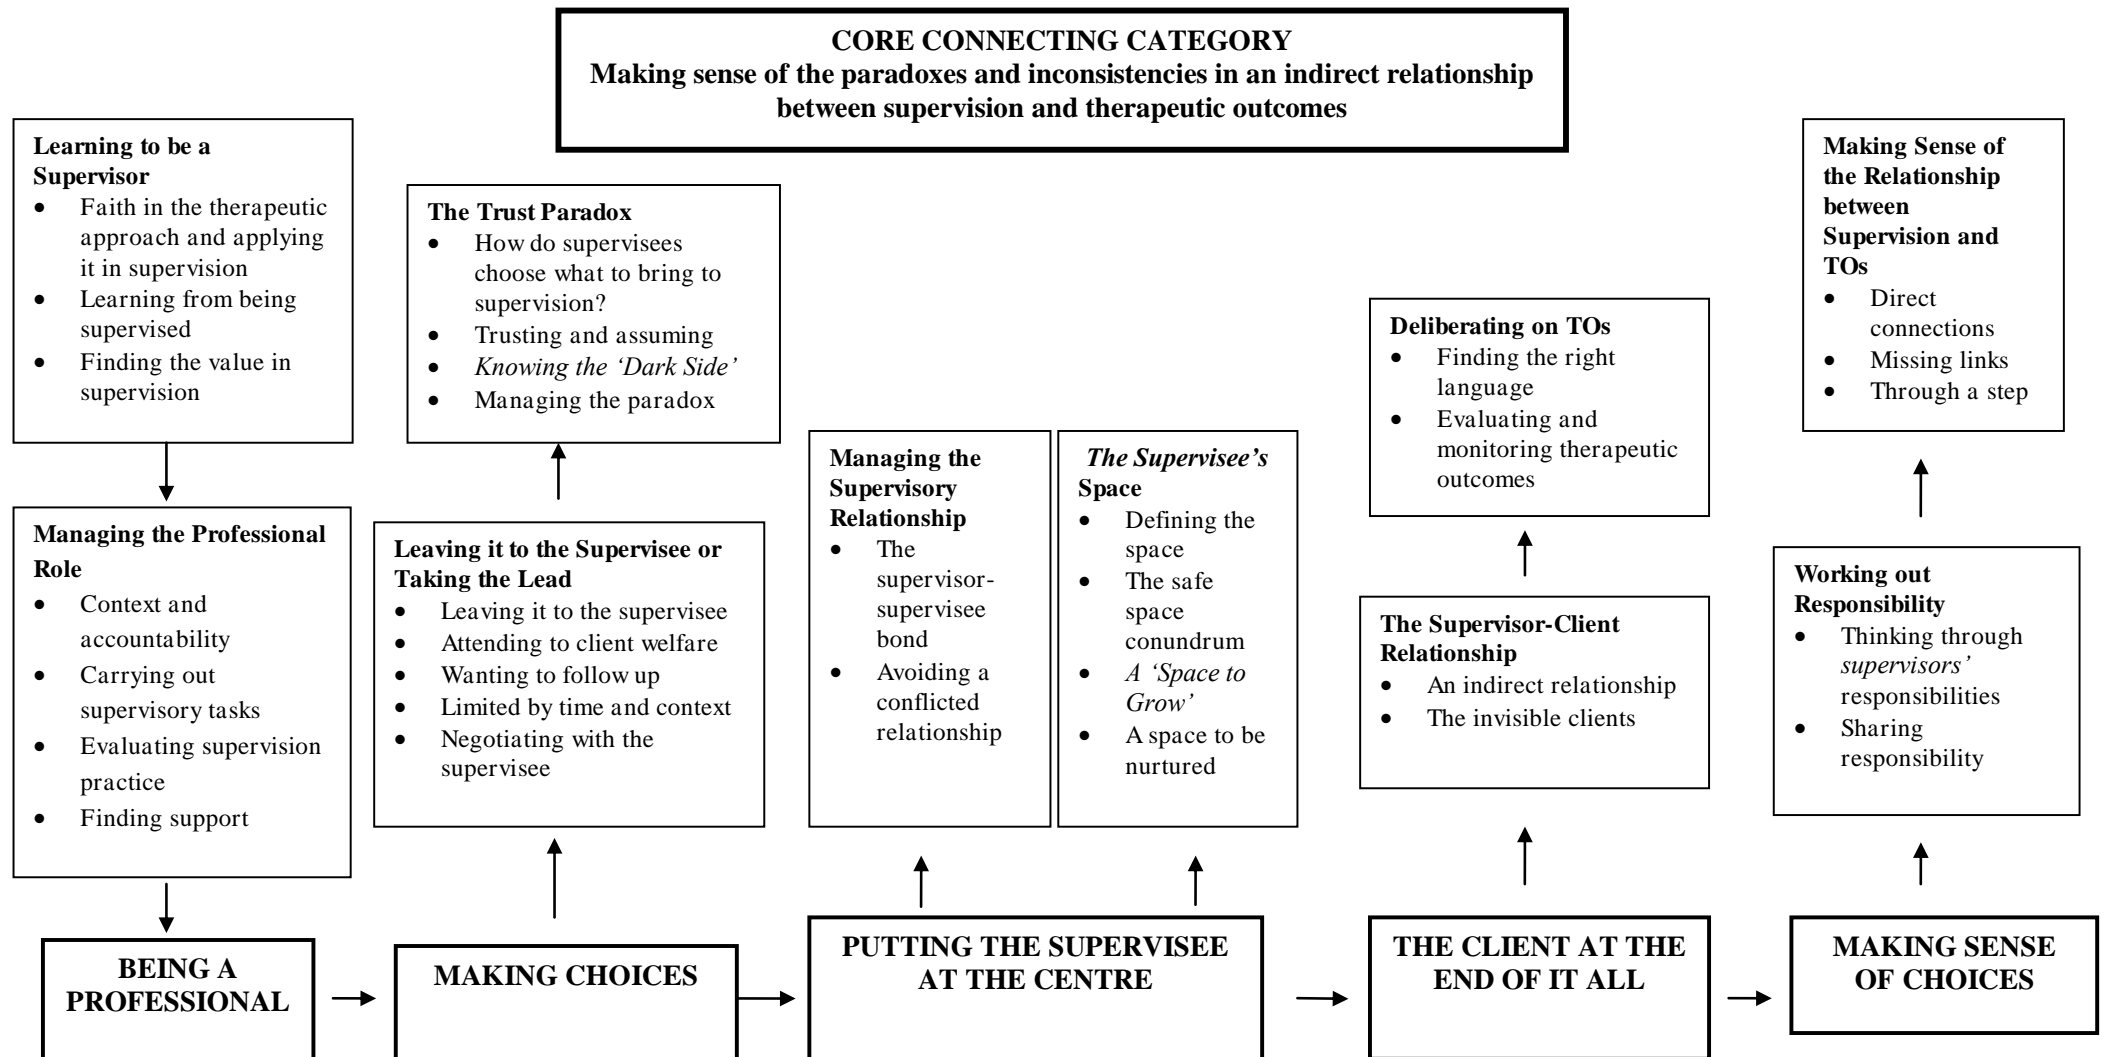 CORE CONNECTING CATEGORY
Making sense of the paradoxes and inconsistencies in an indirect relationship
between supervision and therapeutic outcomes
Learning to be a
Supervisor
• Faith in the therapeutic
approach and applying
it in supervision
• Learning from being
supervised
• Finding the value in
supervision
Managing the Professional
Role
• Context and
accountability
• Carrying out
supervisory tasks
• Evaluating supervision
practice
• Finding support
BEING A
PROFESSIONAL
The Trust Paradox
• How do supervisees
choose what to bring to
supervision?
• Trusting and assuming
• Knowing the ‘Dark Side’
• Managing the paradox
Leaving it to the Supervisee or
Taking the Lead
• Leaving it to the supervisee
• Attending to client welfare
• Wanting to follow up
• Limited by time and context
• Negotiating with the
supervisee
MAKING CHOICES
Managing the
Supervisory
Relationship
• The
supervisor-
supervisee
bond
• Avoiding a
conflicted
relationship
The Supervisee’s
Space
• Defining the
space
• The safe
space
conundrum
• A ‘Space to
Grow’
• A space to be
nurtured
PUTTING THE SUPERVISEE
AT THE CENTRE
Deliberating on TOs
• Finding the right
language
• Evaluating and
monitoring therapeutic
outcomes
The Supervisor-Client
Relationship
• An indirect relationship
• The invisible clients
THE CLIENT AT THE
END OF IT ALL
Making Sense of
the Relationship
between
Supervision and
TOs
• Direct
connections
• Missing links
• Through a step
Working out
Responsibility
• Thinking through
supervisors’
responsibilities
• Sharing
responsibility
MAKING SENSE
OF CHOICES